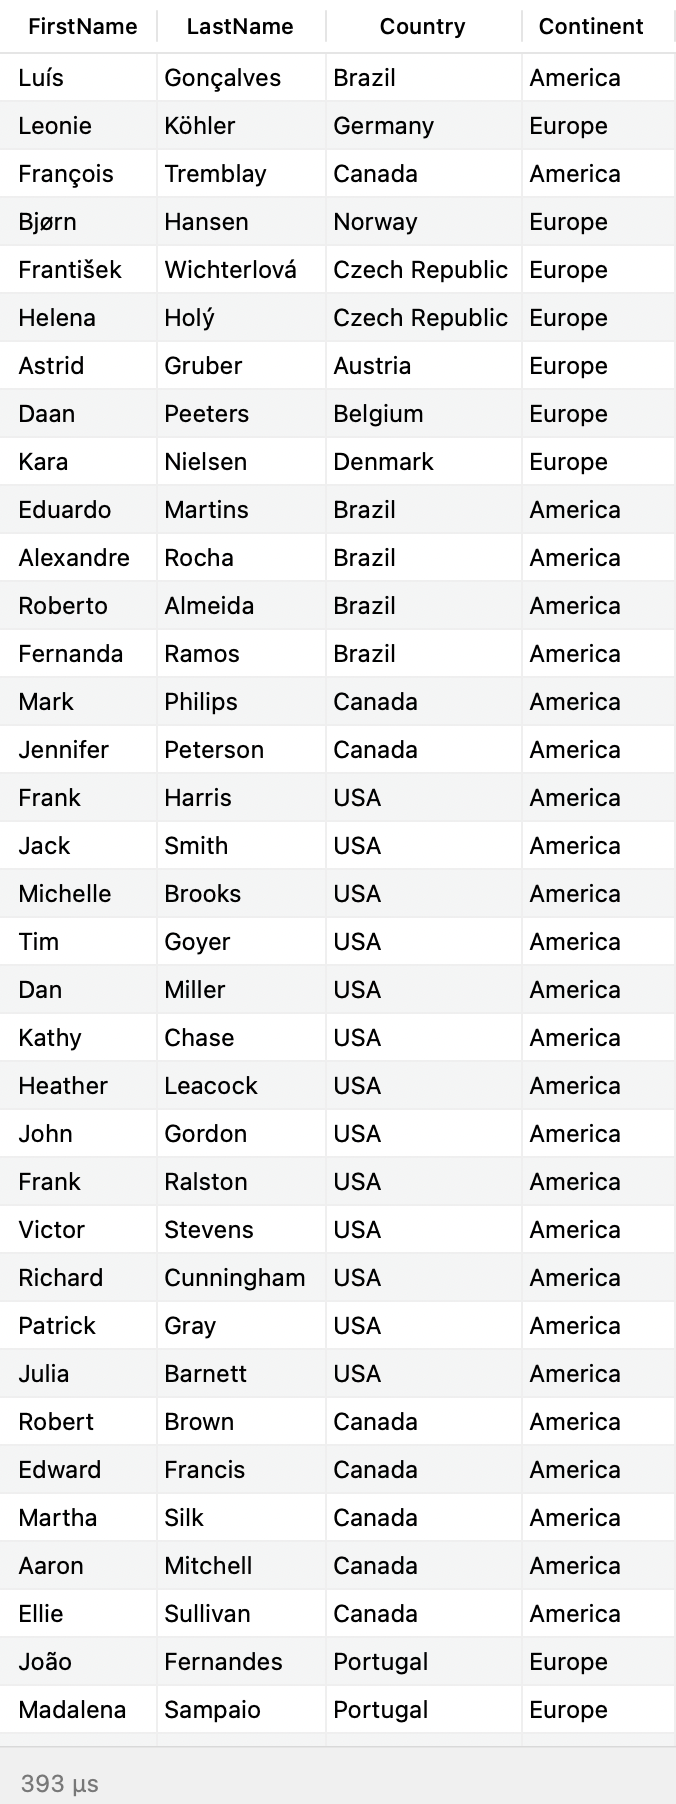 FirstName LastName Country Continent
Luís Gonçalves Brazil America
Leonie Köhler Germany Europe
François Tremblay Canada America
Bjørn Hansen Norway Europe
František Wichterlová Czech Republic Europe
Helena Holý Czech Republic Europe
Astrid Gruber Austria Europe
Daan Peeters Belgium Europe
Kara Nielsen Denmark Europe
Eduardo Martins Brazil America
Alexandre Rocha Brazil America
Roberto Almeida Brazil America
Fernanda Ramos Brazil America
Mark Philips Canada America
Jennifer Peterson Canada America
Frank Harris USA America
Jack Smith USA America
Michelle Brooks USA America
Tim Goyer USA America
Dan Miller USA America
Kathy Chase USA America
Heather Leacock USA America
John Gordon USA America
Frank Ralston USA America
Victor Stevens USA America
Richard Cunningham USA America
Patrick Gray USA America
Julia Barnett USA America
Robert Brown Canada America
Edward Francis Canada America
Martha Silk Canada America
Aaron Mitchell Canada America
Ellie Sullivan Canada America
João Fernandes Portugal Europe
Madalena Sampaio Portugal Europe
393 µs